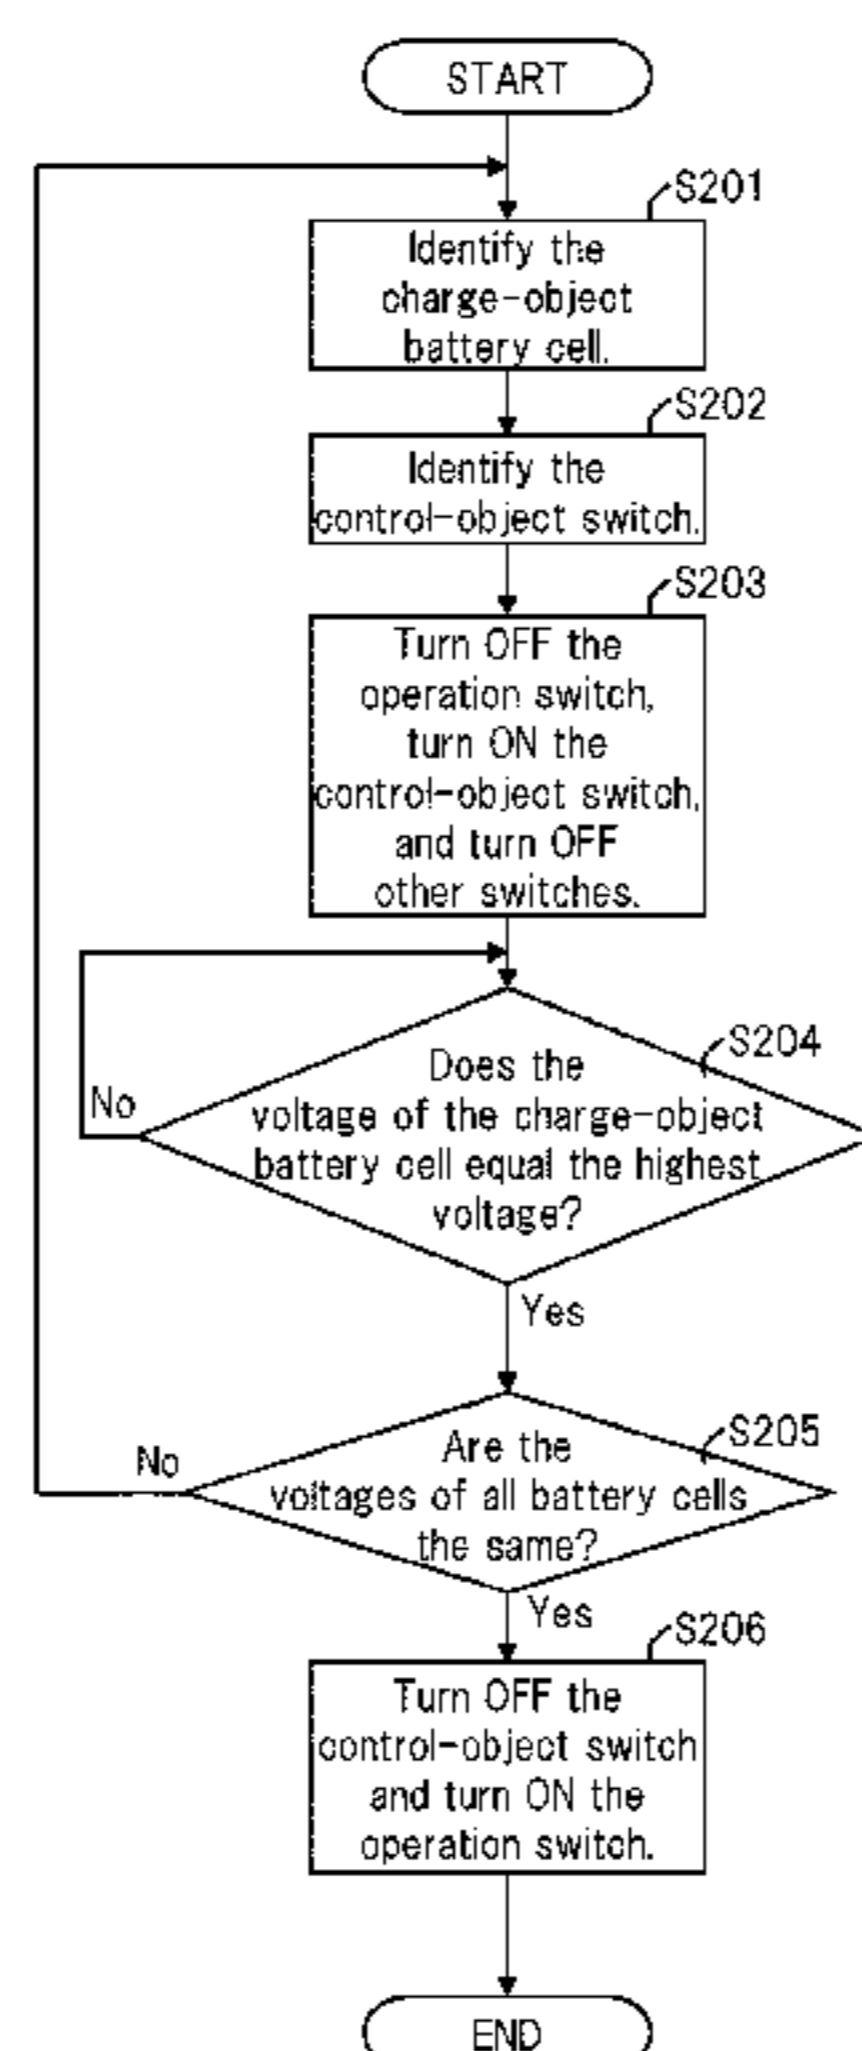 START
S201
Identify the
charge-object
battery cell.
S202
Identify the
control-object switch.
S203
Turn OFF the
operation switch,
turn ON the
control-object switch,
and turn OFF
other switches.
S204
Does the
voltage of the charge-object
battery cell equal the highest
voltage?
No
Yes
S205
Are the
voltages of all battery cells
the same?
No
Yes
S206
Turn OFF the
control-object switch
and turn ON the
operation switch.
END